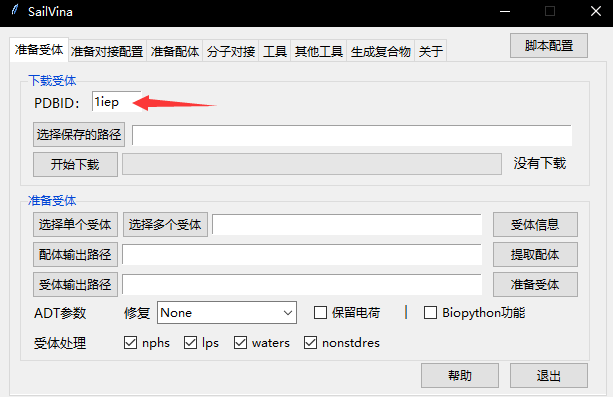 SailVina
准备受体 准备对接配置 准备配体 分子对接 工具 其他工具 生成复合物 关于 脚本配置
下载受体
PDBID： 1iep
选择保存的路径
开始下载 没有下载
准备受体
选择单个受体 选择多个受体 受体信息
配体输出路径 提取配体
受体输出路径 准备受体
ADT参数 修复 None 保留电荷 | Biopython功能
受体处理 nphs lps waters nonstdres
帮助 退出